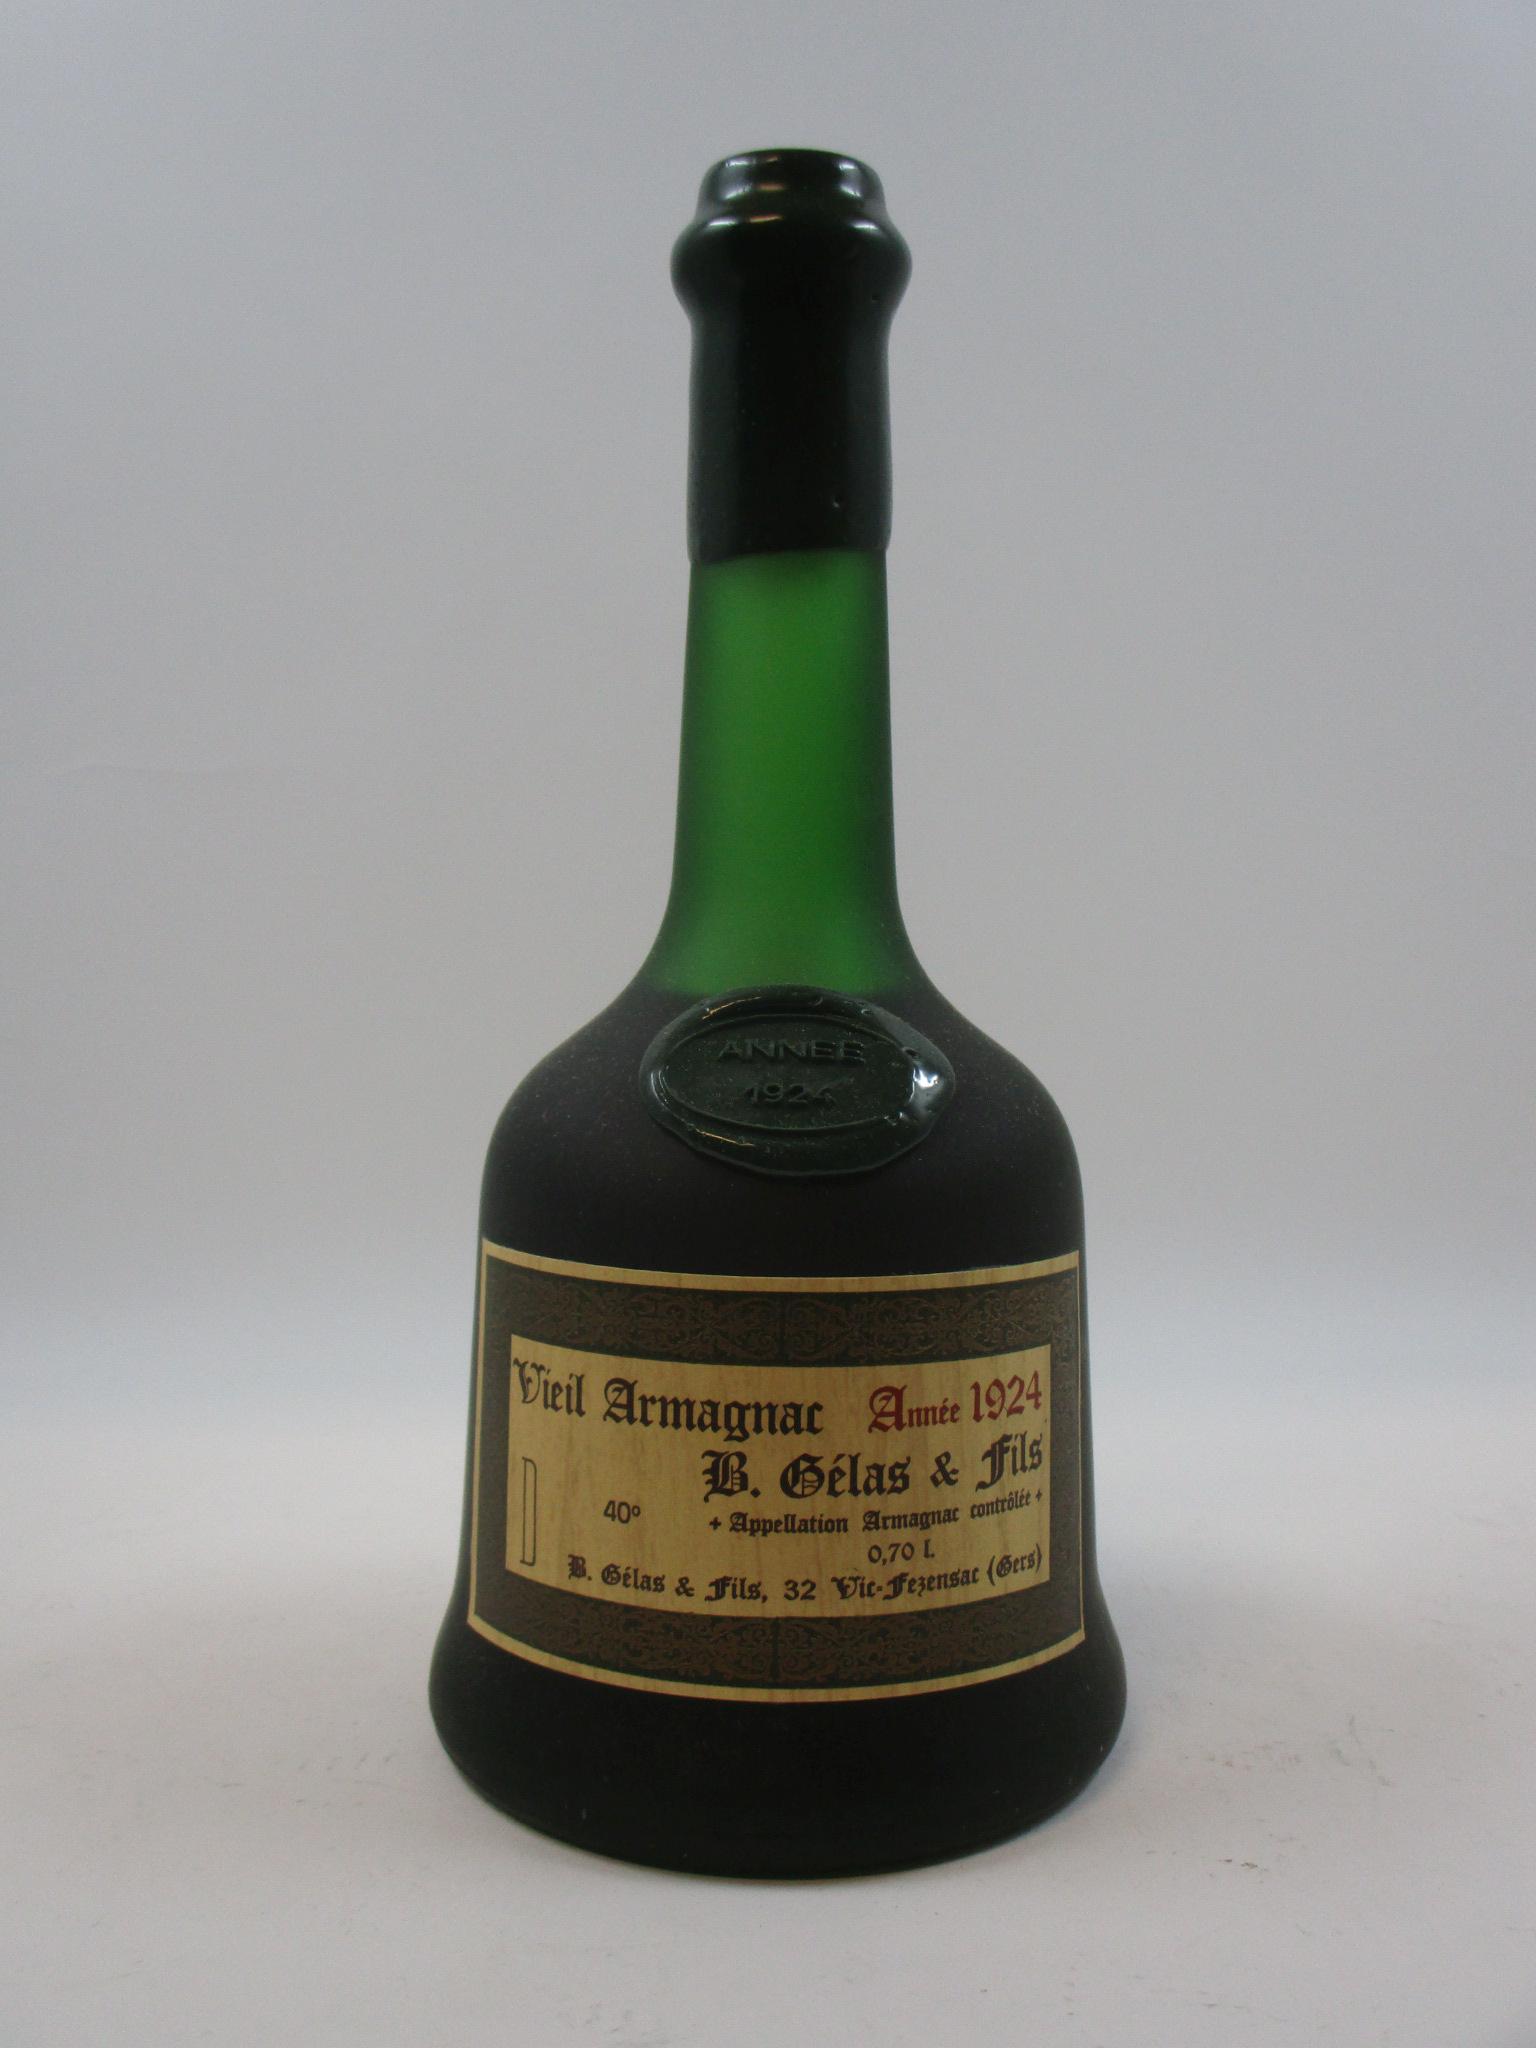 ANNEE
1924
Vieil Armagnac Année 1924
B. Gélas & Fils
D 40° + Appellation Armagnac contrôlée +
0,70 l.
B. Gélas & Fils, 32 Vic-Fezensac (Gers)